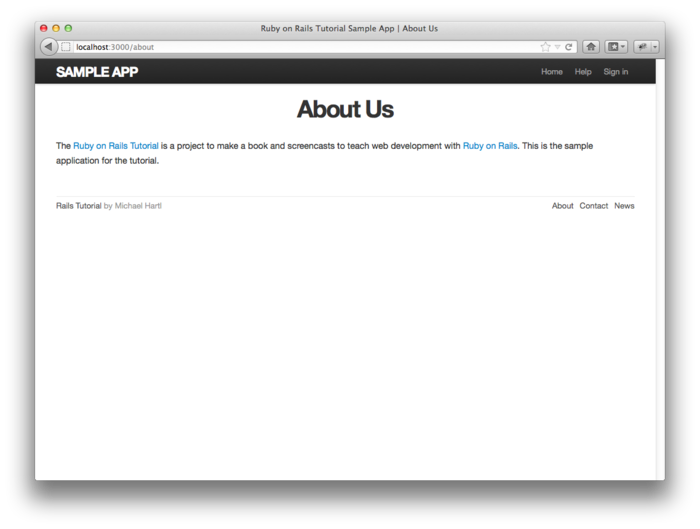 Ruby on Rails Tutorial Sample App | About Us
localhost:3000/about
SAMPLE APP
Home Help Sign in
About Us
The Ruby on Rails Tutorial is a project to make a book and screencasts to teach web development with Ruby on Rails. This is the sample
application for the tutorial.
Rails Tutorial by Michael Hartl
About Contact News